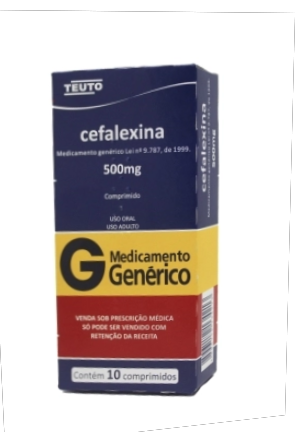 TEUTO
cefalexina
Medicamento genérico Lei nº 9.787, de 1999.
500mg
Comprimido
USO ORAL
USO ADULTO
G Medicamento
Genérico
VENDA SOB PRESCRIÇÃO MÉDICA
SÓ PODE SER VENDIDO COM
RETENÇÃO DA RECEITA
Contém 10 comprimidos
cefalexina
500mg